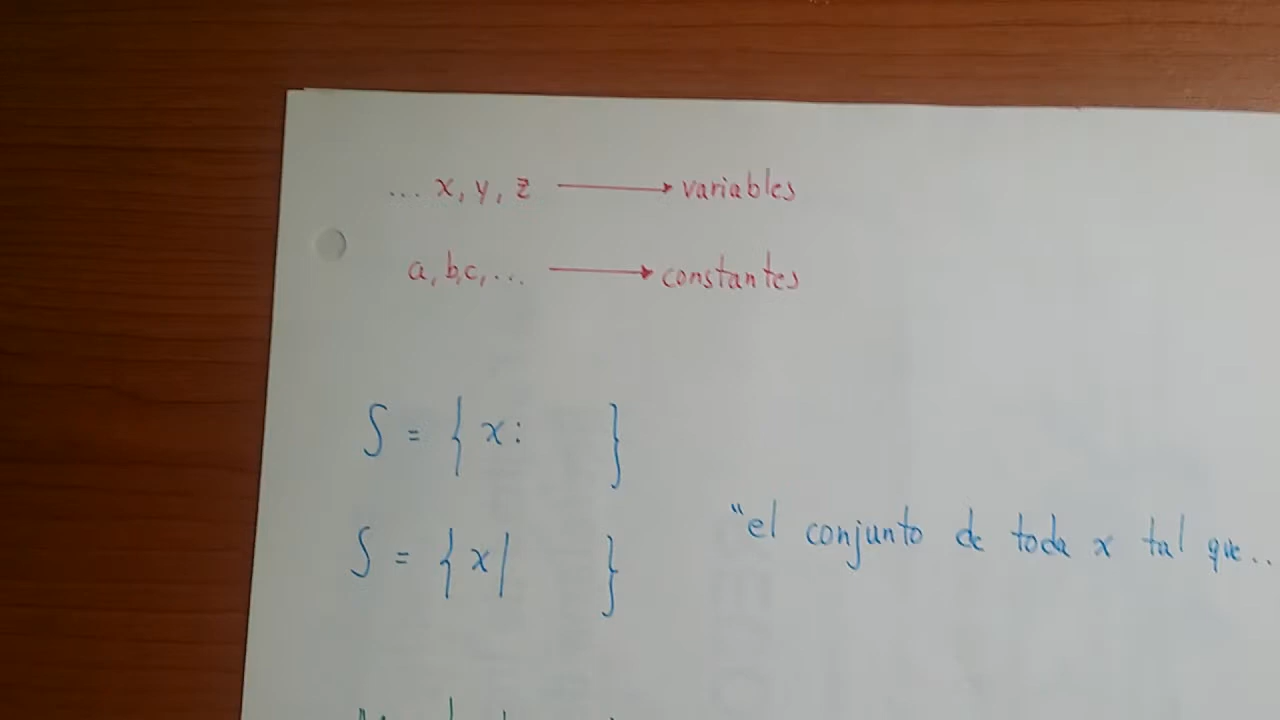 ... x, y, z → variables
a, b, c, ... → constantes
S = { x: }
"el conjunto de toda x tal que..
S = { x | }